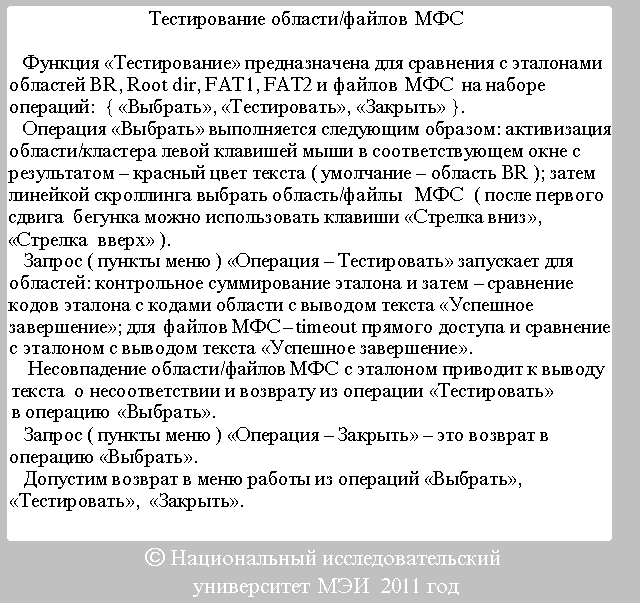 Тестирование области/файлов МФС
Функция «Тестирование» предназначена для сравнения с эталонами
областей BR, Root dir, FAT1, FAT2 и файлов МФС на наборе
операций: { «Выбрать», «Тестировать», «Закрыть» }.
Операция «Выбрать» выполняется следующим образом: активизация
области/кластера левой клавишей мыши в соответствующем окне с
результатом – красный цвет текста ( умолчание – область BR ); затем
линейкой скроллинга выбрать область/файлы МФС ( после первого
сдвига бегунка можно использовать клавиши «Стрелка вниз»,
«Стрелка вверх» ).
Запрос ( пункты меню ) «Операция – Тестировать» запускает для
областей: контрольное суммирование эталона и затем – сравнение
кодов эталона с кодами области с выводом текста «Успешное
завершение»; для файлов МФС – timeout прямого доступа и сравнение
с эталоном с выводом текста «Успешное завершение».
Несовпадение области/файлов МФС с эталоном приводит к выводу
текста о несоответствии и возврату из операции «Тестировать»
в операцию «Выбрать».
Запрос ( пункты меню ) «Операция – Закрыть» – это возврат в
операцию «Выбрать».
Допустим возврат в меню работы из операций «Выбрать»,
«Тестировать», «Закрыть».
© Национальный исследовательский
университет МЭИ 2011 год